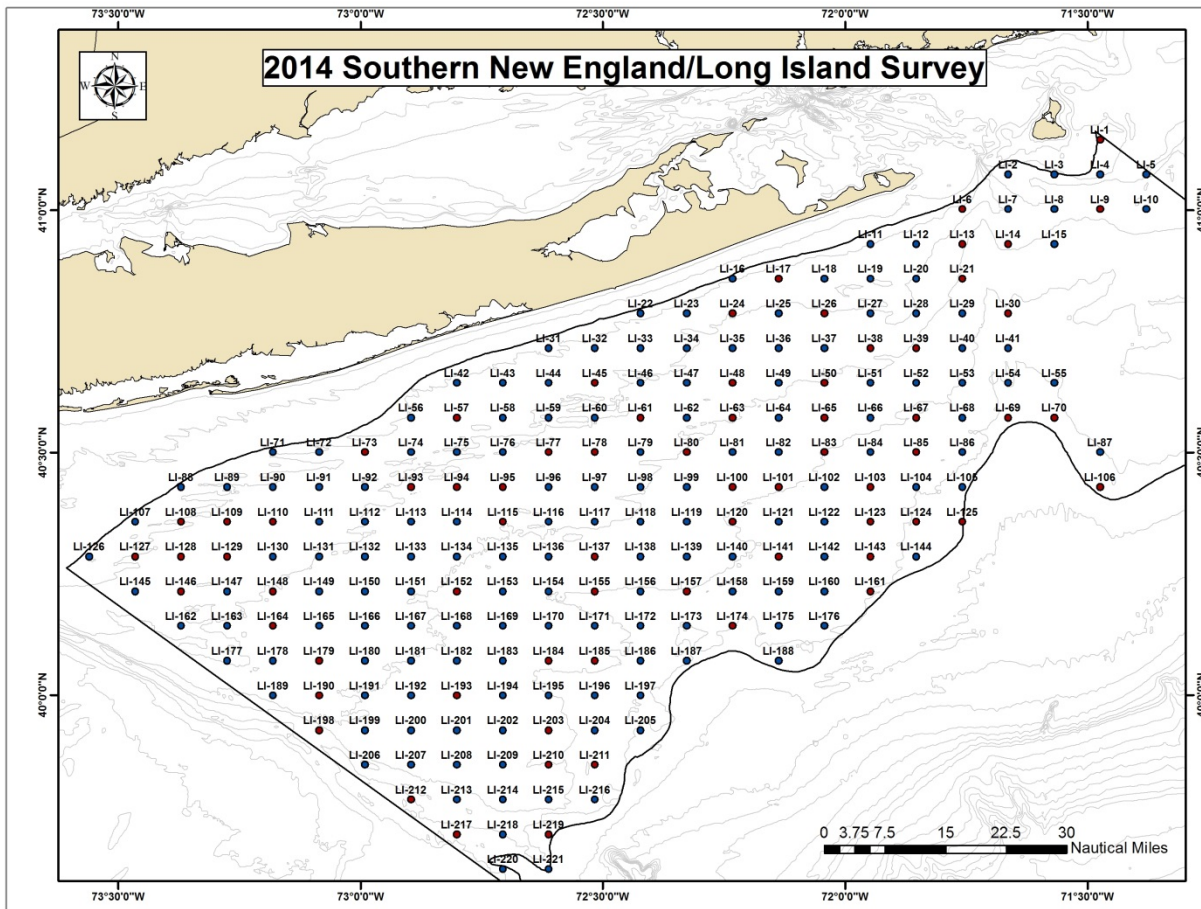 73°30'0"W 73°0'0"W 72°30'0"W 72°0'0"W 71°30'0"W
N
W E
S
2014 Southern New England/Long Island Survey
LI-1
LI-2 LI-3 LI-4 LI-5
41°0'0"N LI-6 LI-7 LI-8 LI-9 LI-10 41°0'0"N
LI-11 LI-12 LI-13 LI-14 LI-15
LI-16 LI-17 LI-18 LI-19 LI-20 LI-21
LI-22 LI-23 LI-24 LI-25 LI-26 LI-27 LI-28 LI-29 LI-30
LI-31 LI-32 LI-33 LI-34 LI-35 LI-36 LI-37 LI-38 LI-39 LI-40 LI-41
LI-42 LI-43 LI-44 LI-45 LI-46 LI-47 LI-48 LI-49 LI-50 LI-51 LI-52 LI-53 LI-54 LI-55
LI-56 LI-57 LI-58 LI-59 LI-60 LI-61 LI-62 LI-63 LI-64 LI-65 LI-66 LI-67 LI-68 LI-69 LI-70
40°30'0"N LI-71 LI-72 LI-73 LI-74 LI-75 LI-76 LI-77 LI-78 LI-79 LI-80 LI-81 LI-82 LI-83 LI-84 LI-85 LI-86 LI-87 40°30'0"N
LI-88 LI-89 LI-90 LI-91 LI-92 LI-93 LI-94 LI-95 LI-96 LI-97 LI-98 LI-99 LI-100 LI-101 LI-102 LI-103 LI-104 LI-105 LI-106
LI-107 LI-108 LI-109 LI-110 LI-111 LI-112 LI-113 LI-114 LI-115 LI-116 LI-117 LI-118 LI-119 LI-120 LI-121 LI-122 LI-123 LI-124 LI-125
LI-126 LI-127 LI-128 LI-129 LI-130 LI-131 LI-132 LI-133 LI-134 LI-135 LI-136 LI-137 LI-138 LI-139 LI-140 LI-141 LI-142 LI-143 LI-144
LI-145 LI-146 LI-147 LI-148 LI-149 LI-150 LI-151 LI-152 LI-153 LI-154 LI-155 LI-156 LI-157 LI-158 LI-159 LI-160 LI-161
LI-162 LI-163 LI-164 LI-165 LI-166 LI-167 LI-168 LI-169 LI-170 LI-171 LI-172 LI-173 LI-174 LI-175 LI-176
LI-177 LI-178 LI-179 LI-180 LI-181 LI-182 LI-183 LI-184 LI-185 LI-186 LI-187 LI-188
40°0'0"N LI-189 LI-190 LI-191 LI-192 LI-193 LI-194 LI-195 LI-196 LI-197 40°0'0"N
LI-198 LI-199 LI-200 LI-201 LI-202 LI-203 LI-204 LI-205
LI-206 LI-207 LI-208 LI-209 LI-210 LI-211
LI-212 LI-213 LI-214 LI-215 LI-216
LI-217 LI-218 LI-219
LI-220 LI-221
0 3.75 7.5 15 22.5 30
Nautical Miles
73°30'0"W 73°0'0"W 72°30'0"W 72°0'0"W 71°30'0"W